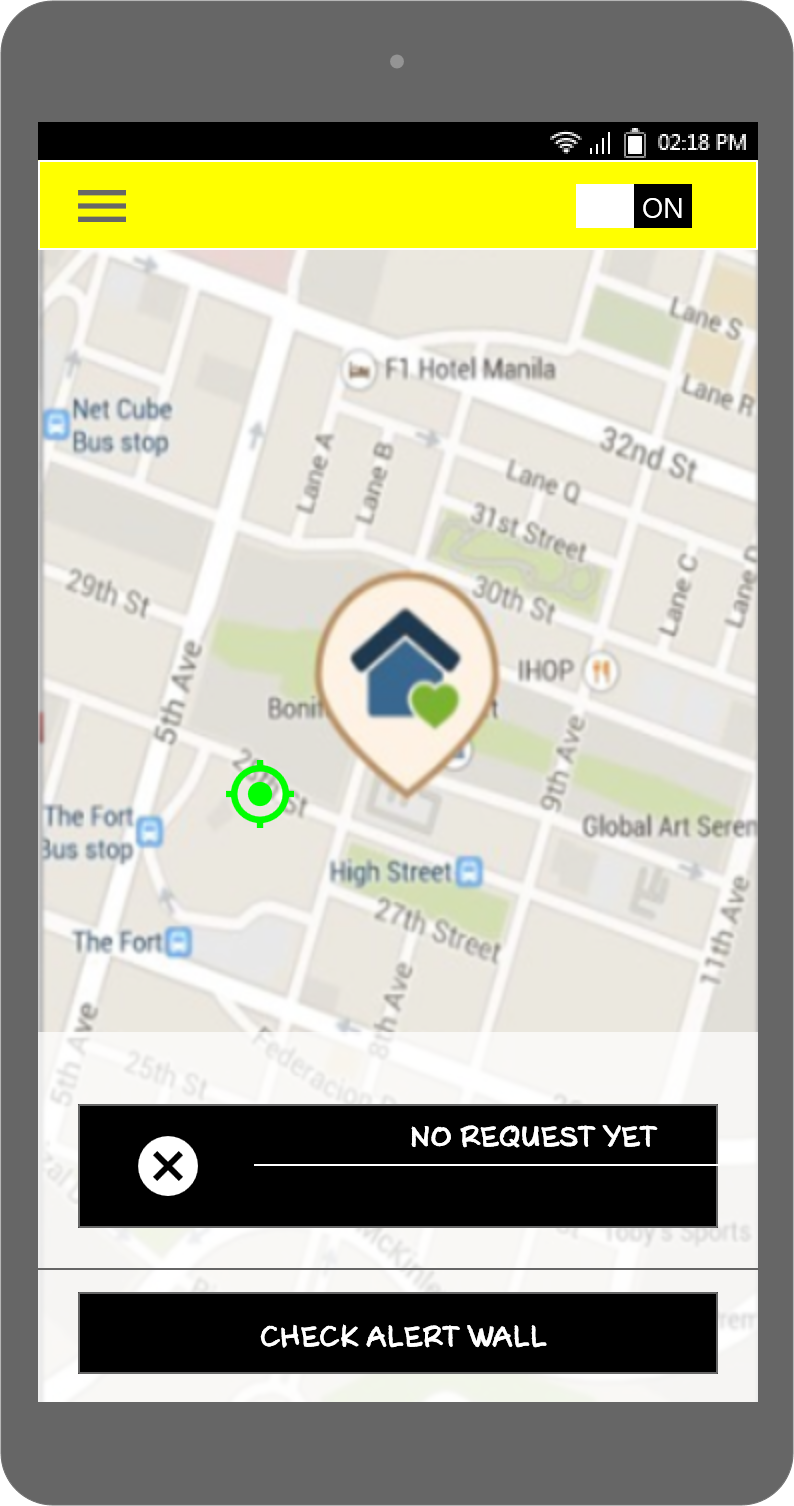 02:18 PM
ON
Lane S
F1 Hotel Manila
Lane R
Net Cube
Bus stop
32nd St
Lane A
Lane B
Lane Q
31st Street
Lane C
Lane D
29th St
30th St
IHOP
5th Ave
Bonif
t
9th Ave
28th St
The Fort
Bus stop
Global Art Seren
High Street
27th Street
11th Ave
The Fort
8th Ave
5th Ave
25th St
Federacion D
26
NO REQUEST YET
McKinle
Toby's Sports
CHECK ALERT WALL